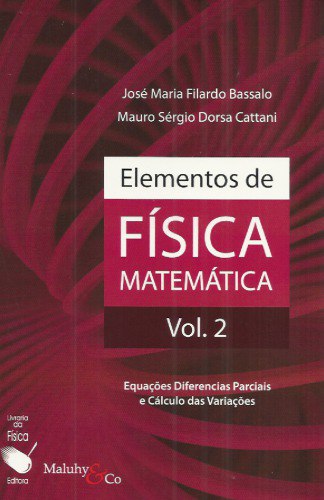 José Maria Filardo Bassalo
Mauro Sérgio Dorsa Cattani
Elementos de
FÍSICA
MATEMÁTICA
Vol. 2
Equações Diferencias Parciais
e Cálculo das Variações
Livraria
da
Física
Editora
Maluhy&Co